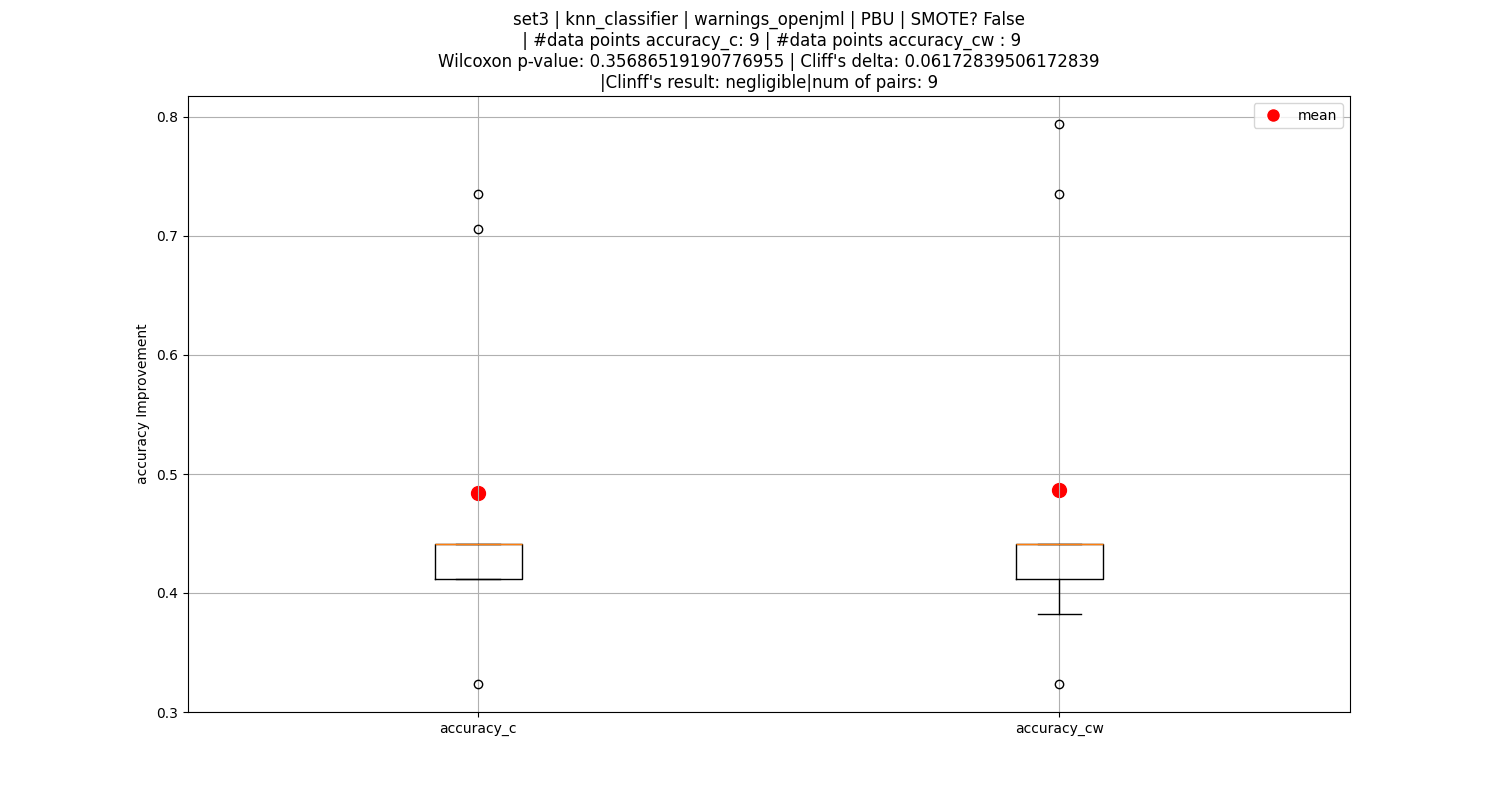 set3 | knn_classifier | warnings_openjml | PBU | SMOTE? False
| #data points accuracy_c: 9 | #data points accuracy_cw : 9
Wilcoxon p-value: 0.35686519190776955 | Cliff's delta: 0.06172839506172839
|Clinff's result: negligible|num of pairs: 9
mean
0.8
0.7
0.6
0.5
0.4
0.3
accuracy Improvement
accuracy_c
accuracy_cw